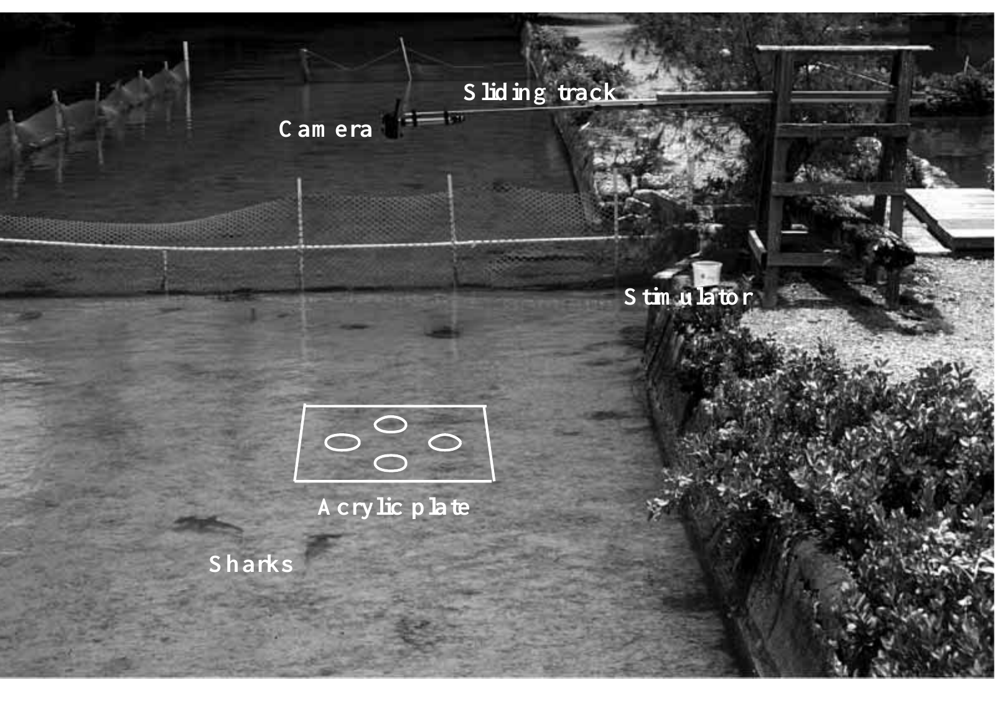 Sliding track
Camera
Stimulator
Acrylic plate
Sharks